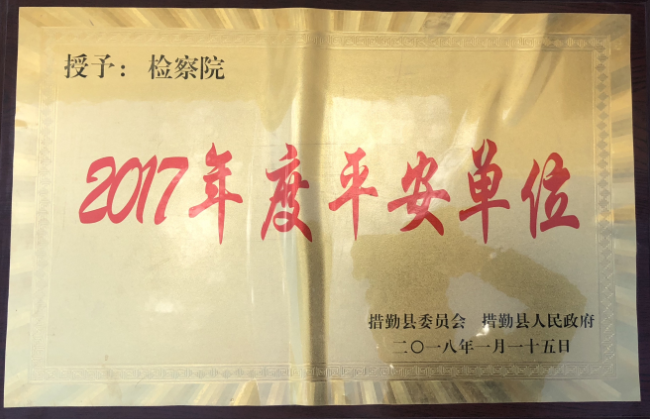 授予：检察院
2017年度平安单位
措勤县委员会 措勤县人民政府
二〇一八年一月一十五日